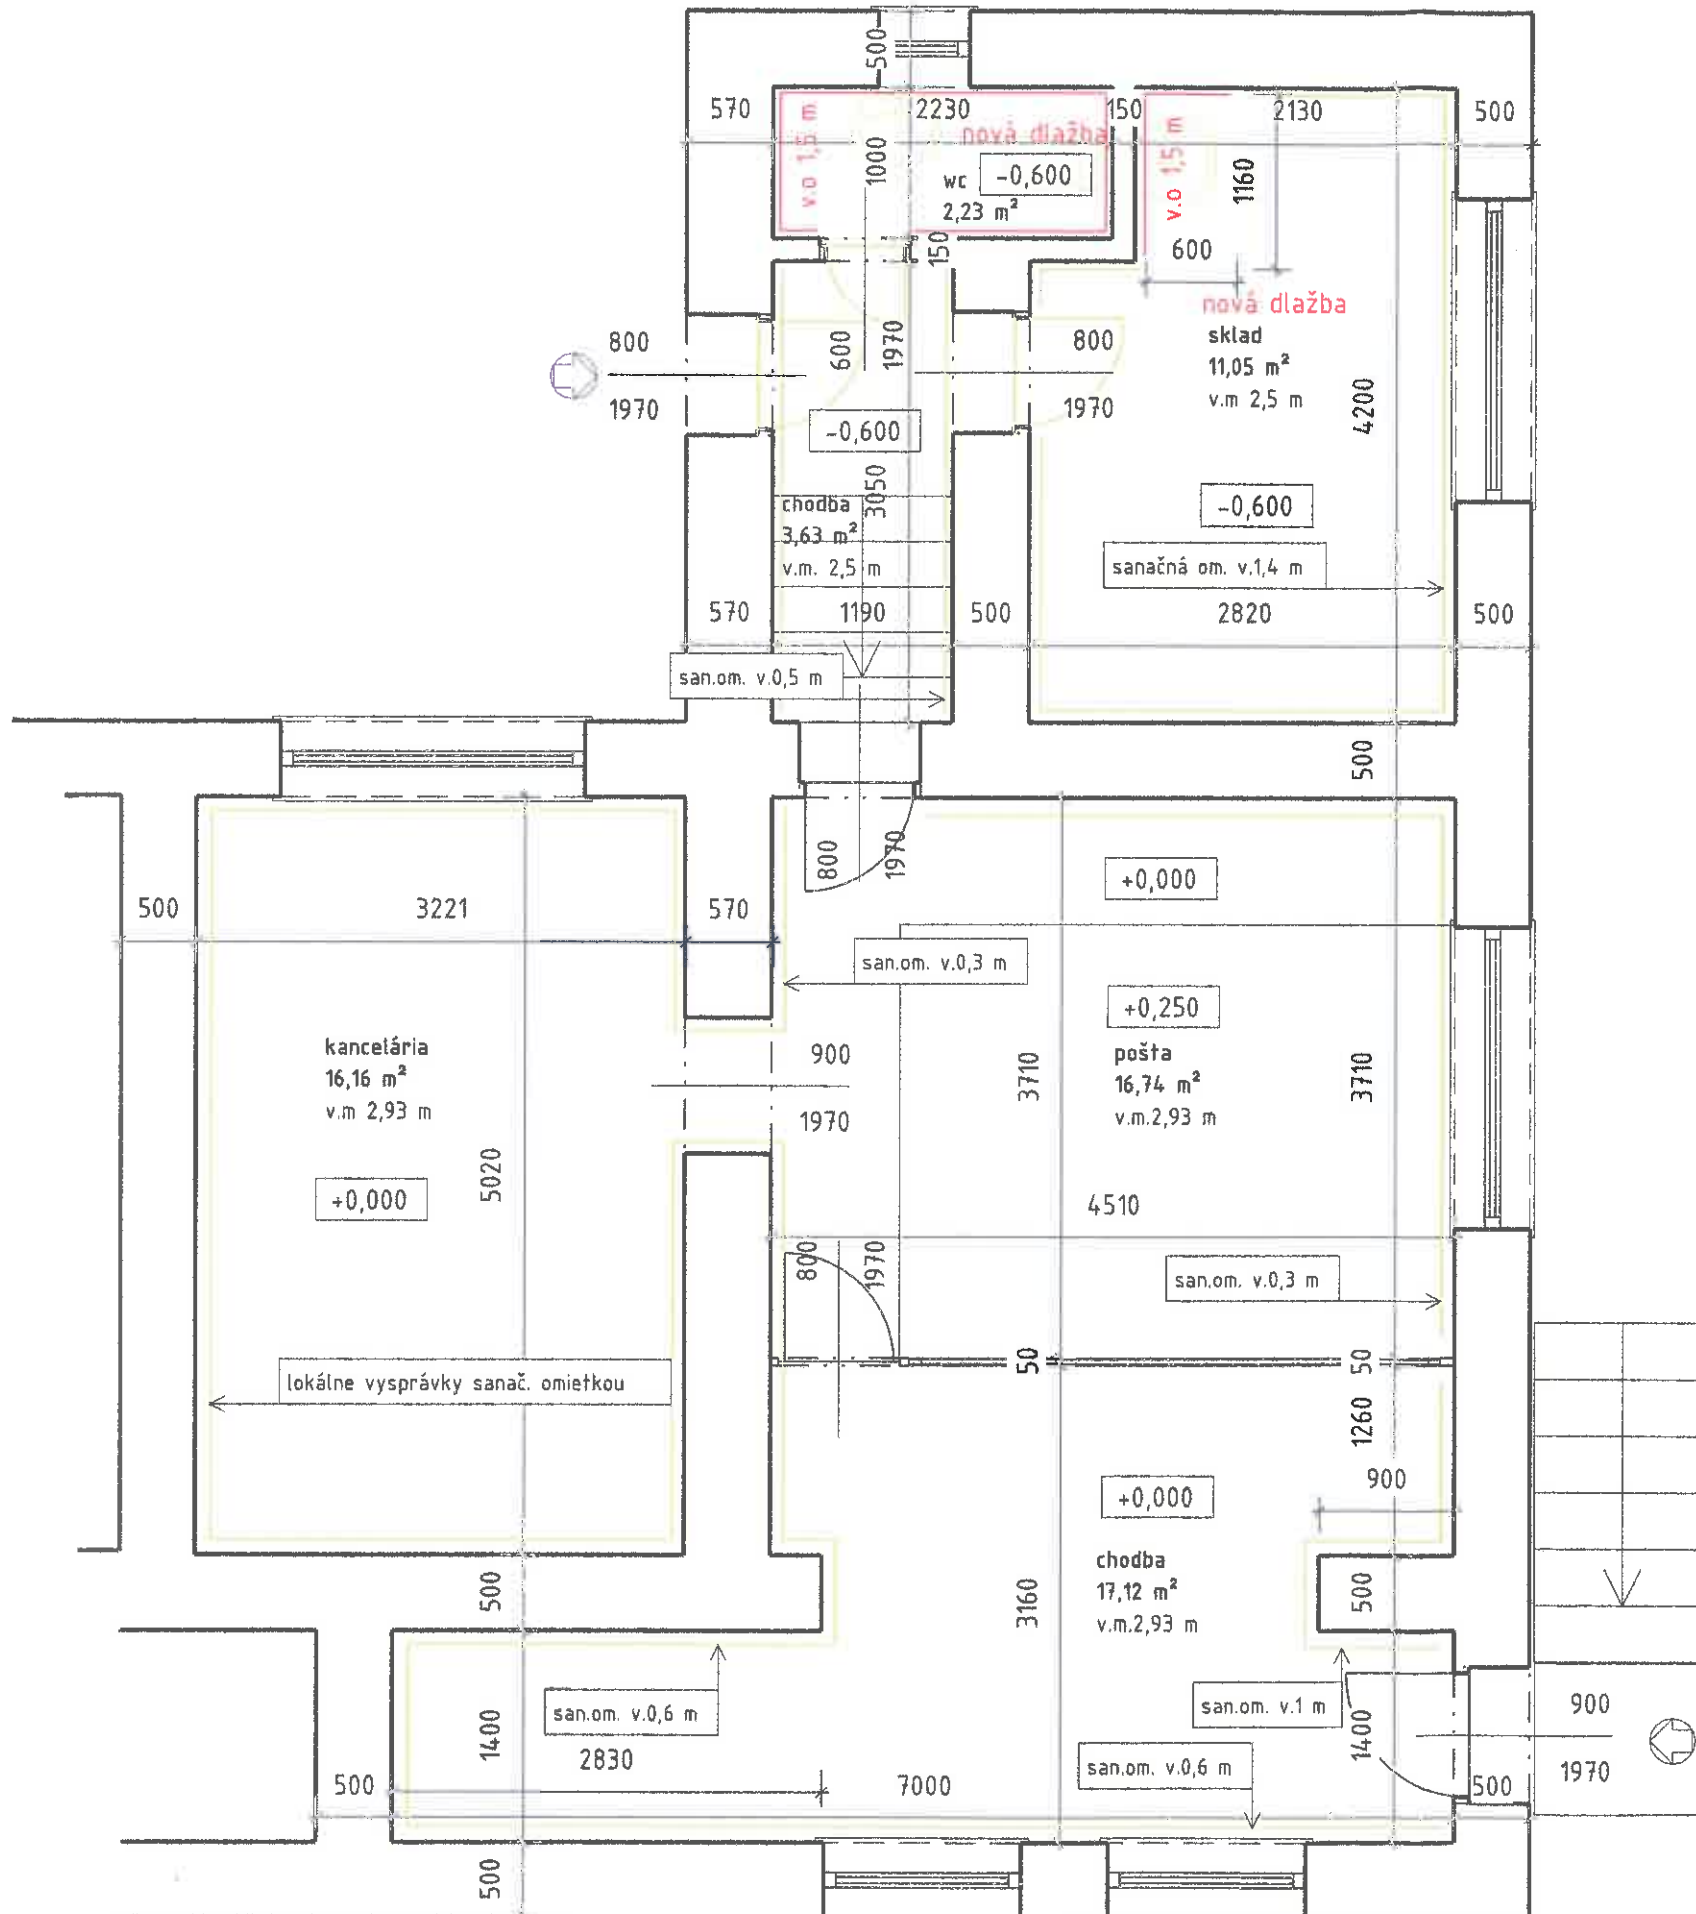 500
570
2230
150
2130
500
v.o 1,5 m
nová dlažba
1000
wc
-0,600
2,23 m²
150
v.o 1,5 m
1160
600
nová dlažba
sklad
11,05 m²
v.m 2,5 m
800
1970
600
1970
800
1970
4200
-0,600
3050
chodba
3,63 m²
v.m. 2,5 m
-0,600
sanačná om. v.1,4 m
570
1190
500
2820
500
san.om. v.0,5 m
500
800
1970
+0,000
500
3221
570
san.om. v.0,3 m
+0,250
kancelária
16,16 m²
v.m 2,93 m
900
1970
3710
pošta
16,74 m²
v.m.2,93 m
3710
5020
+0,000
4510
800
1970
san.om. v.0,3 m
50
50
lokálne vysprávky sanač. omietkou
1260
900
+0,000
chodba
17,12 m²
v.m.2,93 m
500
3160
500
san.om. v.0,6 m
san.om. v.1 m
900
1970
1400
2830
1400
san.om. v.0,6 m
500
7000
500
500